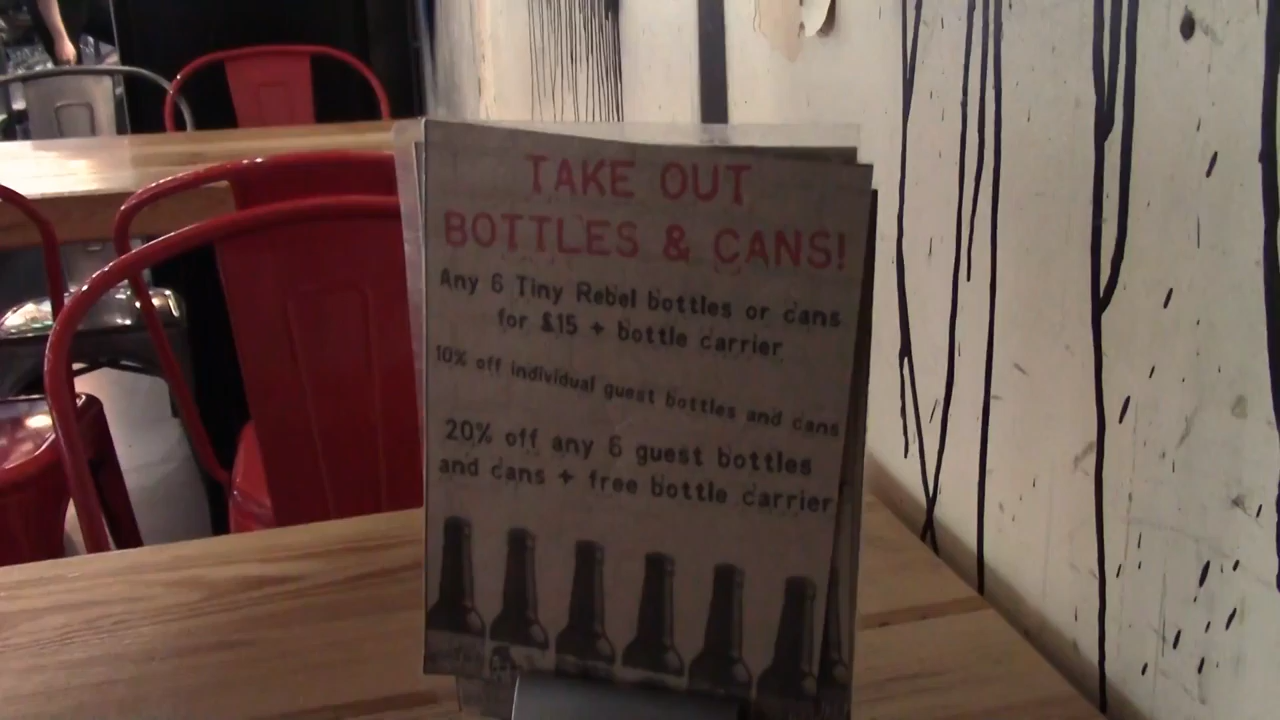 TAKE OUT
BOTTLES & CANS!
Any 6 Tiny Rebel bottles or cans
for £15 + bottle carrier
10% off individual guest bottles and cans
20% off any 6 guest bottles
and cans + free bottle carrier